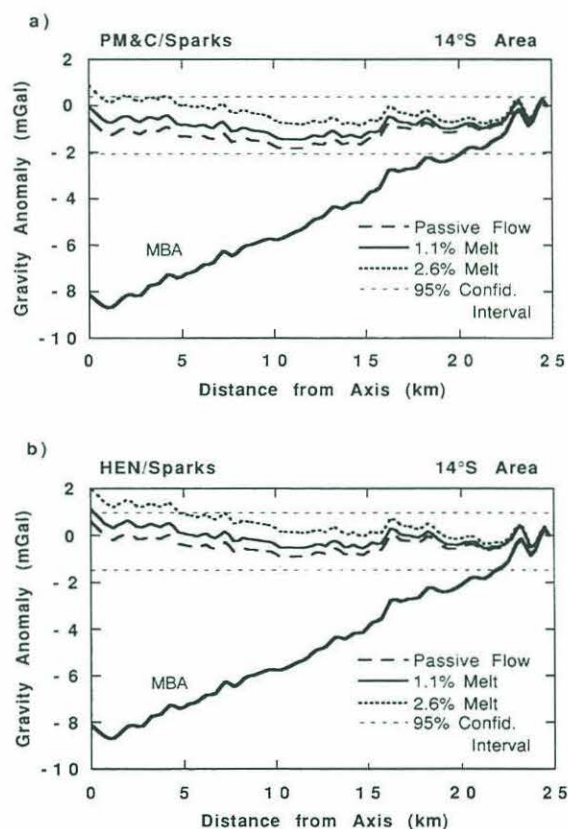 a)
PM&C/Sparks 14°S Area
2
0
-2
-4
-6
-8
-10
Gravity Anomaly (mGal)
MBA
Passive Flow
1.1% Melt
2.6% Melt
95% Confid.
Interval
0 5 10 15 20 25
Distance from Axis (km)
b)
HEN/Sparks 14°S Area
2
0
-2
-4
-6
-8
-10
Gravity Anomaly (mGal)
MBA
Passive Flow
1.1% Melt
2.6% Melt
95% Confid.
Interval
0 5 10 15 20 25
Distance from Axis (km)